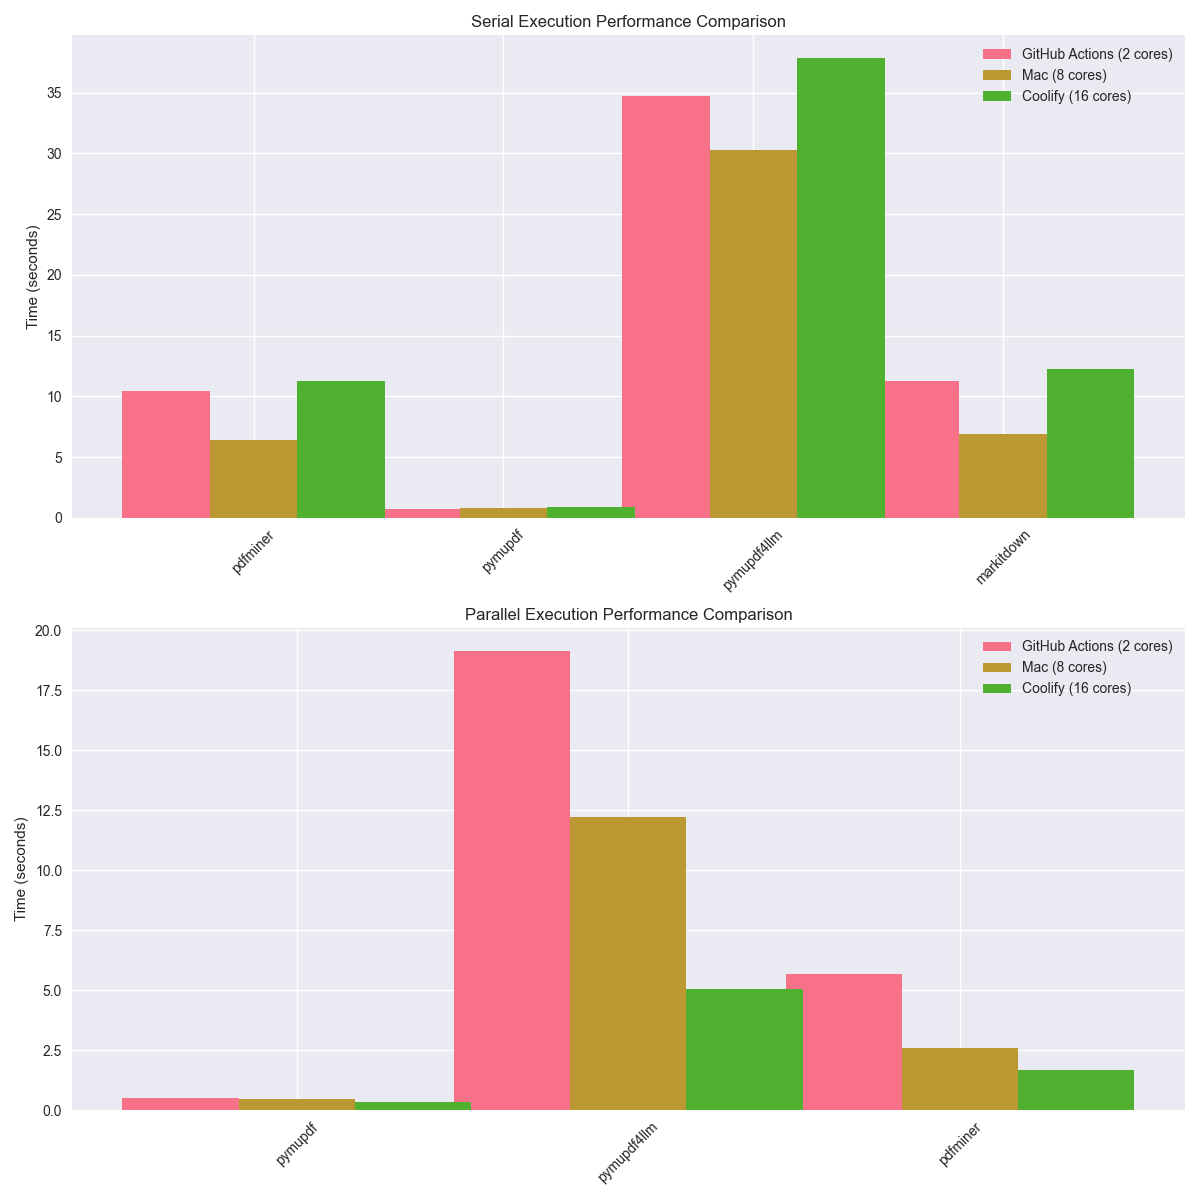 Serial Execution Performance Comparison
GitHub Actions (2 cores)
Mac (8 cores)
Coolify (16 cores)
Time (seconds)
35
30
25
20
15
10
5
0
pdfminer
pymupdf
pymupdf4llm
markitdown
Parallel Execution Performance Comparison
GitHub Actions (2 cores)
Mac (8 cores)
Coolify (16 cores)
Time (seconds)
20.0
17.5
15.0
12.5
10.0
7.5
5.0
2.5
0.0
pymupdf
pymupdf4llm
pdfminer